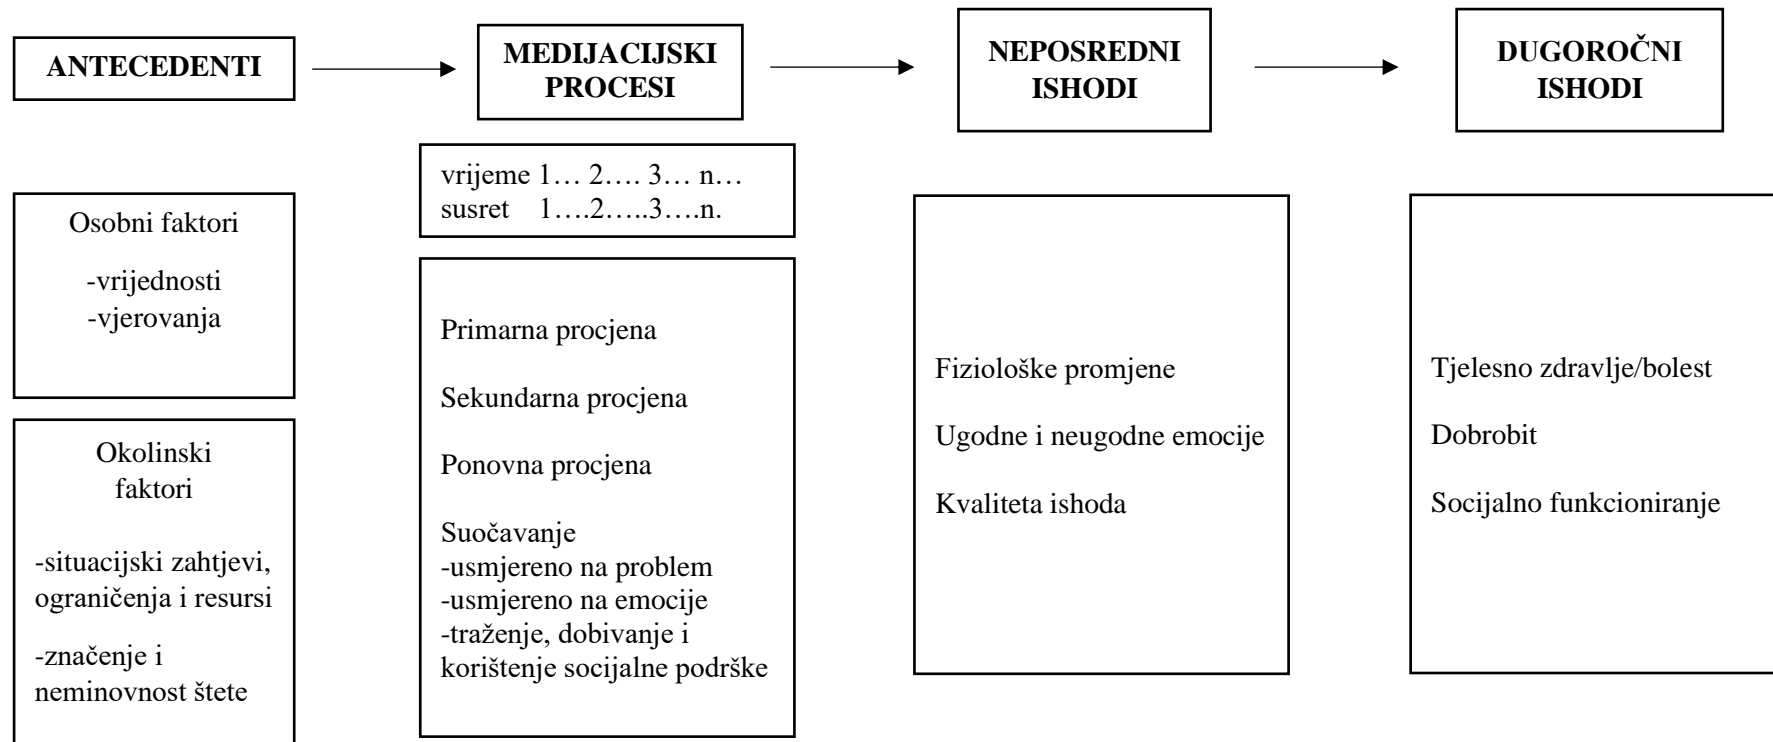 ANTECEDENTI
MEDIJACIJSKI
PROCESI
NEPOSREDNI
ISHODI
DUGOROČNI
ISHODI
vrijeme 1… 2…. 3… n…
susret 1….2…..3….n.
Osobni faktori
-vrijednosti
-vjerovanja
Okolinski
faktori
-situacijski zahtjevi,
ograničenja i resursi
-značenje i
neminovnost štete
Primarna procjena
Sekundarna procjena
Ponovna procjena
Suočavanje
-usmjereno na problem
-usmjereno na emocije
-traženje, dobivanje i
korištenje socijalne podrške
Fiziološke promjene
Ugodne i neugodne emocije
Kvaliteta ishoda
Tjelesno zdravlje/bolest
Dobrobit
Socijalno funkcioniranje